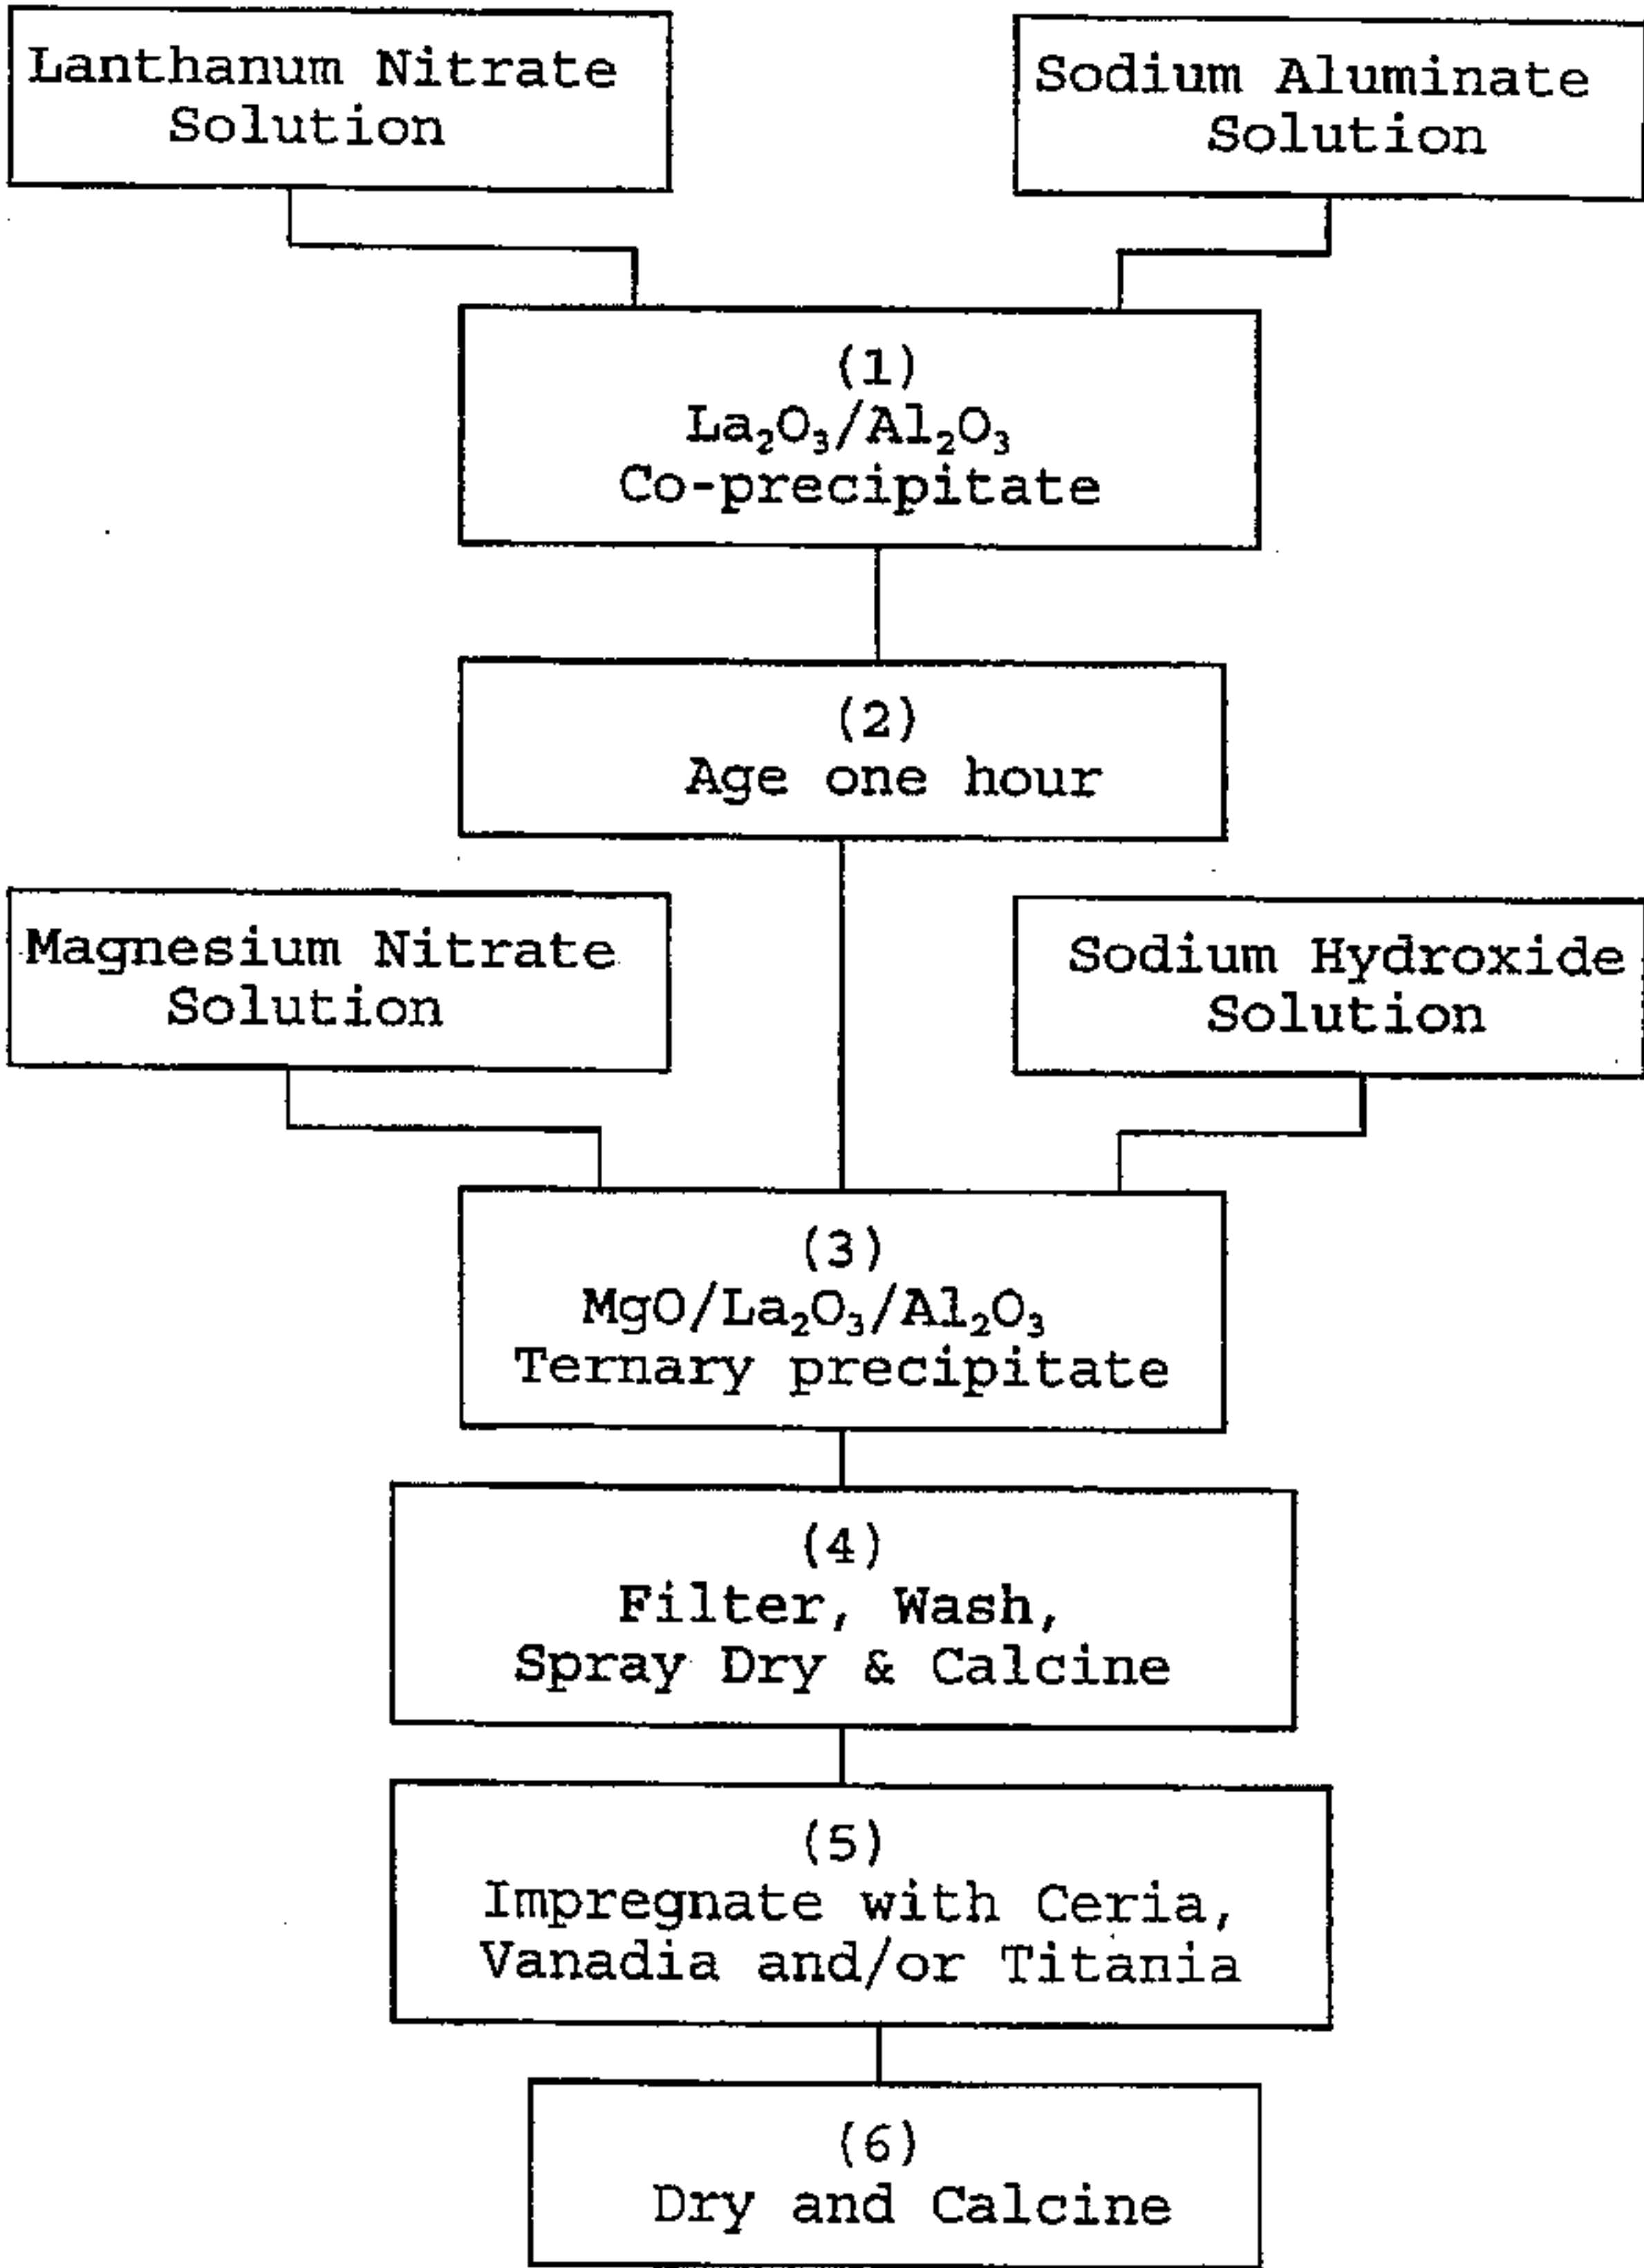 Lanthanum Nitrate
Solution
Sodium Aluminate
Solution
(1)
La₂O₃/Al₂O₃
Co-precipitate
(2)
Age one hour
Magnesium Nitrate
Solution
Sodium Hydroxide
Solution
(3)
MgO/La₂O₃/Al₂O₃
Ternary precipitate
(4)
Filter, Wash,
Spray Dry & Calcine
(5)
Impregnate with Ceria,
Vanadia and/or Titania
(6)
Dry and Calcine